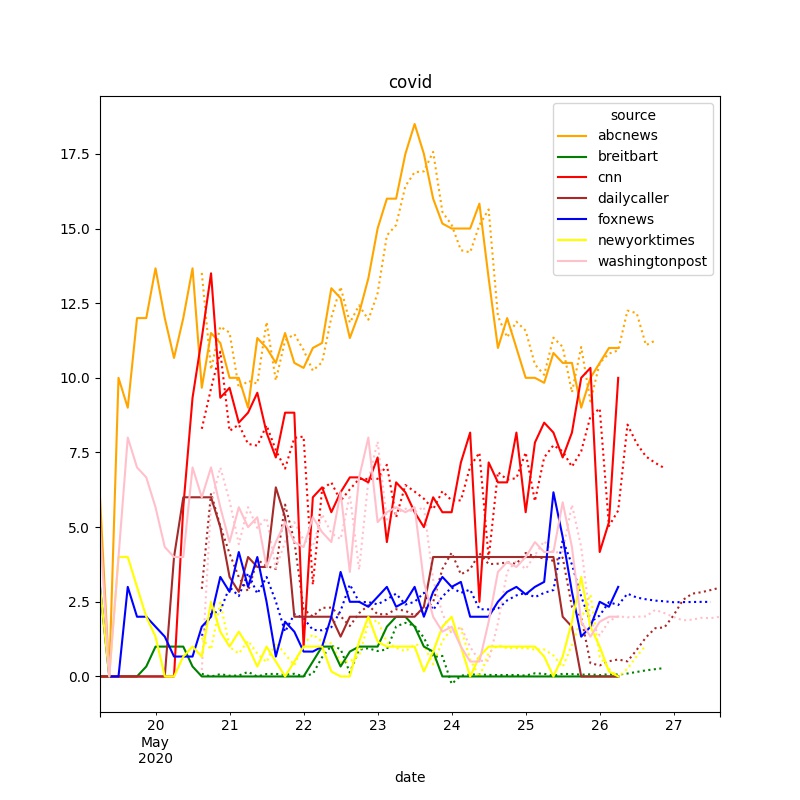 covid
source
abcnews
breitbart
cnn
dailycaller
foxnews
newyorktimes
washingtonpost
17.5
15.0
12.5
10.0
7.5
5.0
2.5
0.0
20 21 22 23 24 25 26 27
May
2020
date